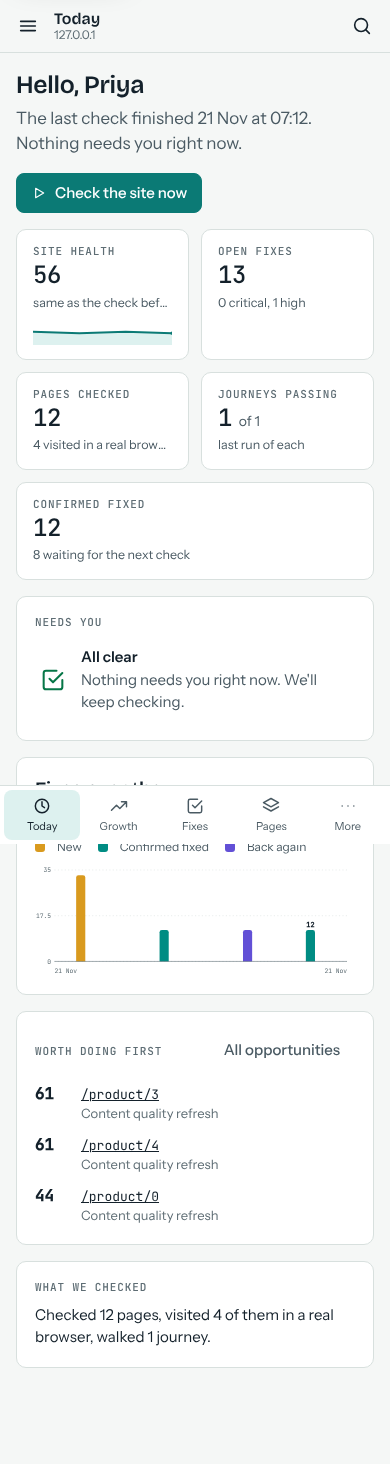 Today
127.0.0.1
Hello, Priya
The last check finished 21 Nov at 07:12.
Nothing needs you right now.
Check the site now
SITE HEALTH
56
same as the check bef…
OPEN FIXES
13
0 critical, 1 high
PAGES CHECKED
12
4 visited in a real brow…
JOURNEYS PASSING
1 of 1
last run of each
CONFIRMED FIXED
12
8 waiting for the next check
NEEDS YOU
All clear
Nothing needs you right now. We'll
keep checking.
Today
Growth
Fixes
Pages
More
New
Confirmed fixed
Back again
35
17.5
0
12
21 Nov
21 Nov
WORTH DOING FIRST
All opportunities
61
/product/3
Content quality refresh
61
/product/4
Content quality refresh
44
/product/0
Content quality refresh
WHAT WE CHECKED
Checked 12 pages, visited 4 of them in a real
browser, walked 1 journey.